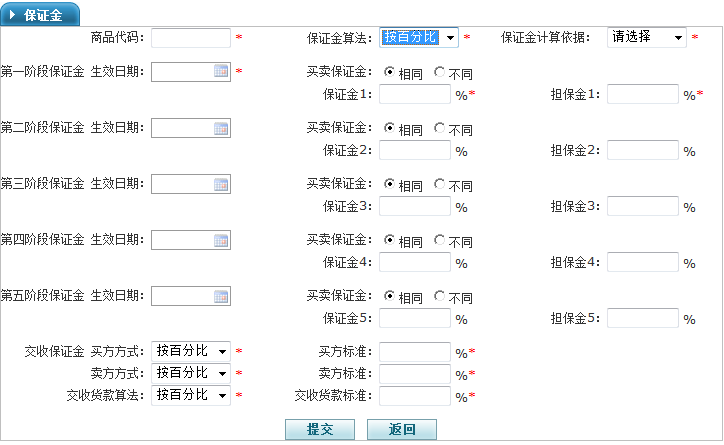 保证金
商品代码： * 保证金算法： 按百分比 * 保证金计算依据： 请选择 *
第一阶段保证金 生效日期： * 买卖保证金： 相同 不同
保证金1： %* 担保金1： %*
第二阶段保证金 生效日期： 买卖保证金： 相同 不同
保证金2： % 担保金2： %
第三阶段保证金 生效日期： 买卖保证金： 相同 不同
保证金3： % 担保金3： %
第四阶段保证金 生效日期： 买卖保证金： 相同 不同
保证金4： % 担保金4： %
第五阶段保证金 生效日期： 买卖保证金： 相同 不同
保证金5： % 担保金5： %
交收保证金 买方方式： 按百分比 * 买方标准： %*
卖方方式： 按百分比 * 卖方标准： %*
交收货款算法： 按百分比 * 交收货款标准： %*
提交 返回